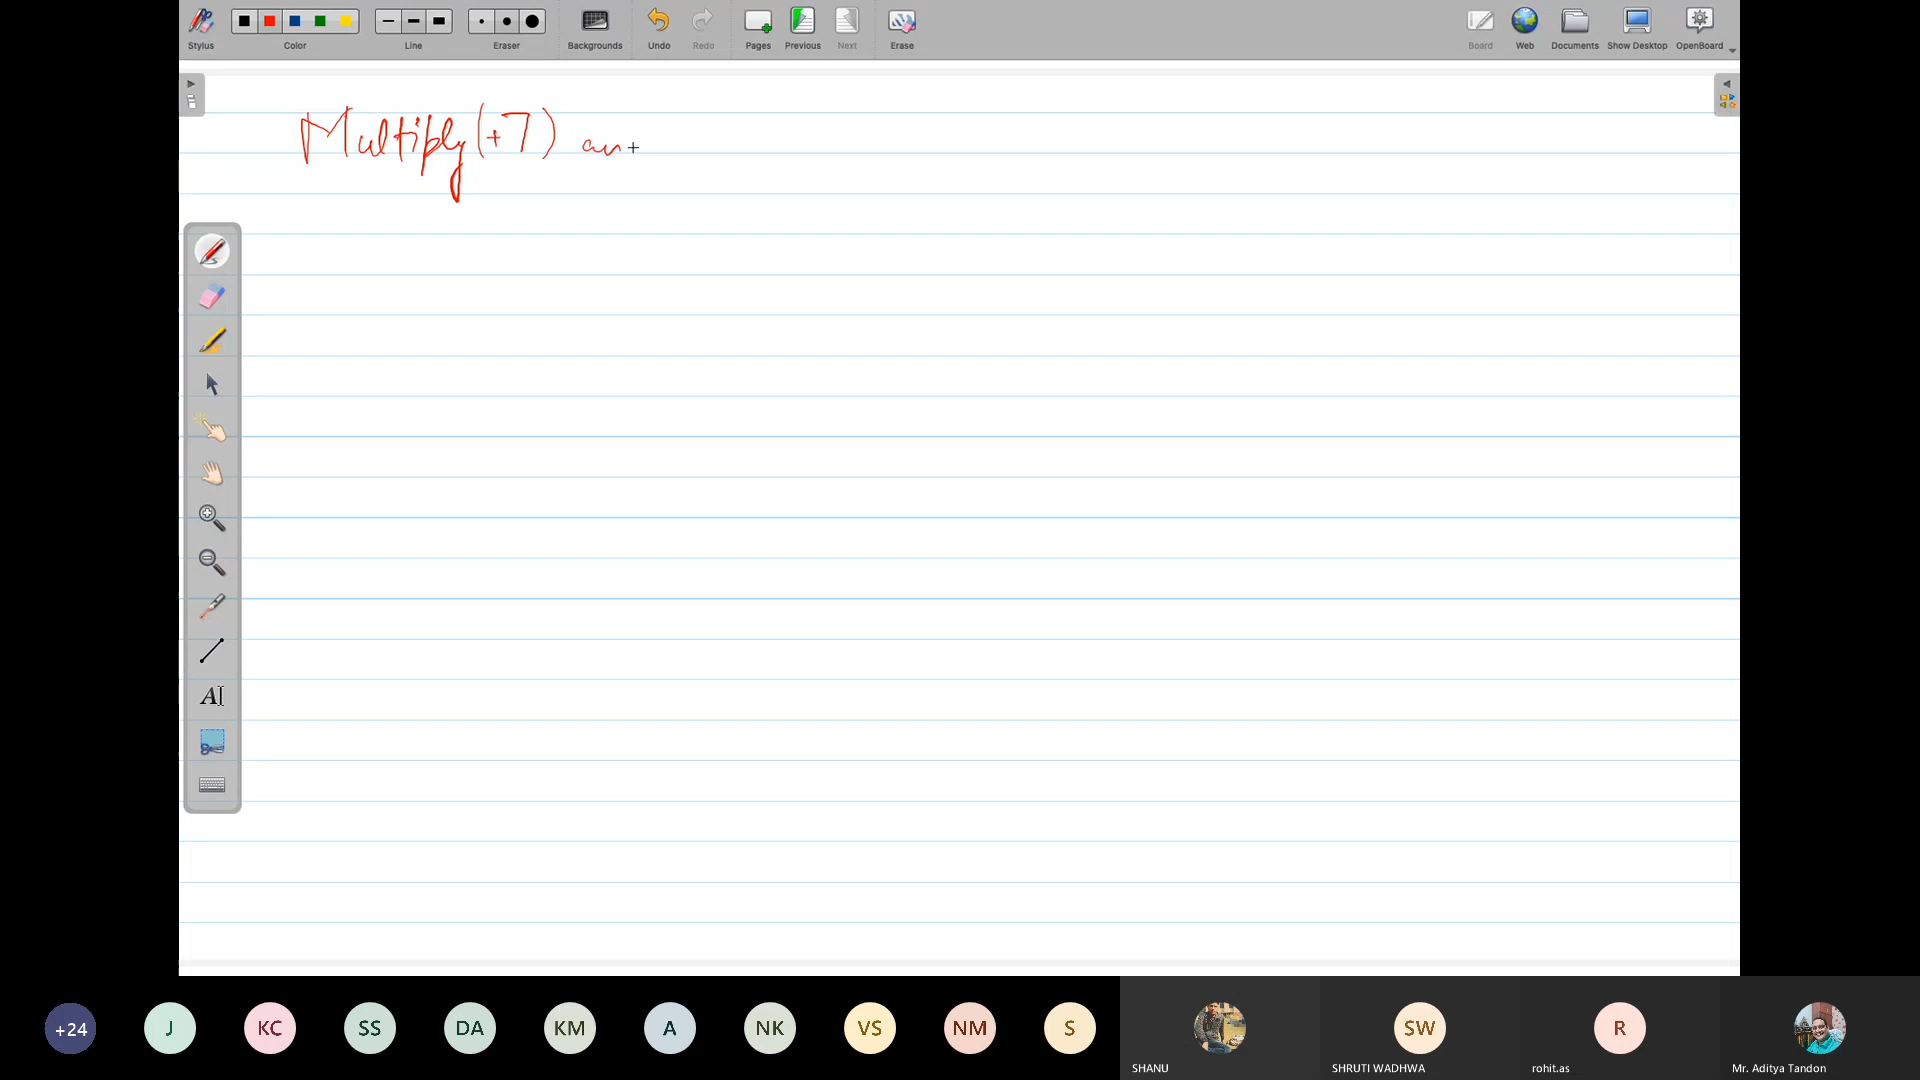 Stylus
Color
Line
Eraser
Backgrounds
Undo
Redo
Pages
Previous
Next
Erase
Board
Web
Documents
Show Desktop
OpenBoard
Multiply (+7) an
A
+24
J
KC
SS
DA
KM
A
NK
VS
NM
S
SW
R
SHANU
SHRUTI WADHWA
rohit.as
Mr. Aditya Tandon